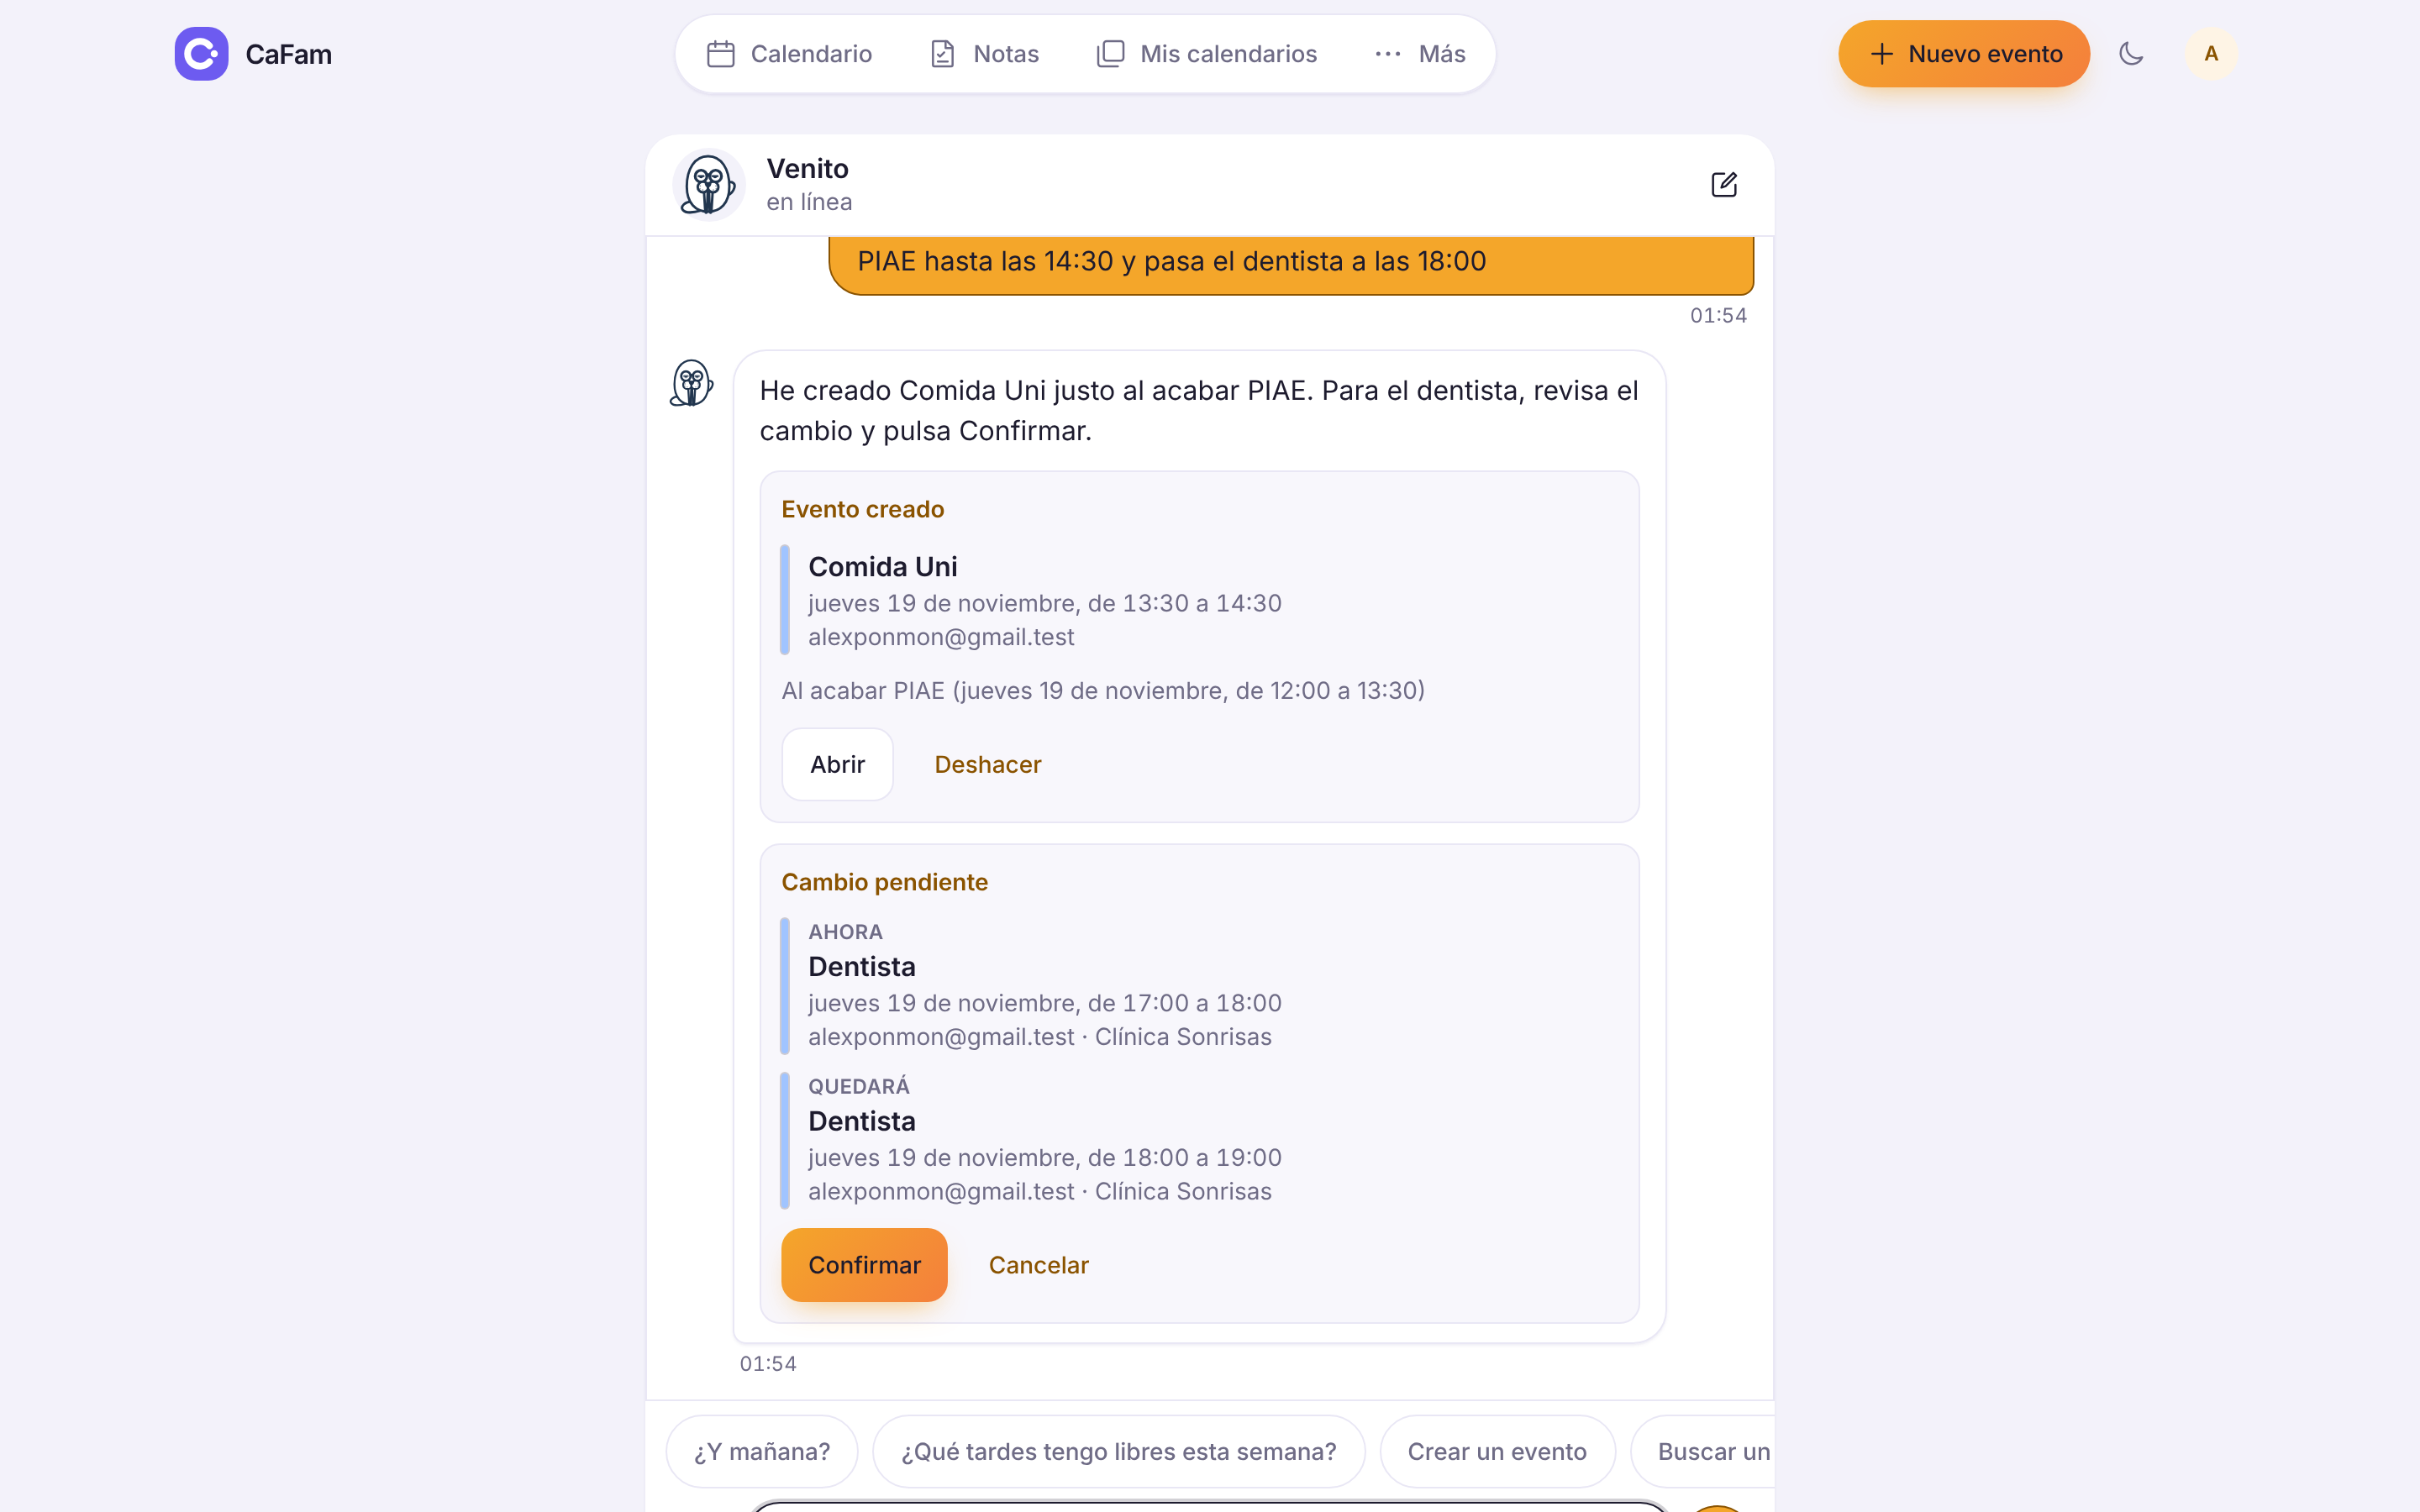 CaFam
Calendario
Notas
Mis calendarios
Más
Nuevo evento
A
Venito
en línea
PIAE hasta las 14:30 y pasa el dentista a las 18:00
01:54
He creado Comida Uni justo al acabar PIAE. Para el dentista, revisa el
cambio y pulsa Confirmar.
Evento creado
Comida Uni
jueves 19 de noviembre, de 13:30 a 14:30
alexponmon@gmail.test
Al acabar PIAE (jueves 19 de noviembre, de 12:00 a 13:30)
Abrir
Deshacer
Cambio pendiente
AHORA
Dentista
jueves 19 de noviembre, de 17:00 a 18:00
alexponmon@gmail.test · Clínica Sonrisas
QUEDARÁ
Dentista
jueves 19 de noviembre, de 18:00 a 19:00
alexponmon@gmail.test · Clínica Sonrisas
Confirmar
Cancelar
01:54
¿Y mañana?
¿Qué tardes tengo libres esta semana?
Crear un evento
Buscar un